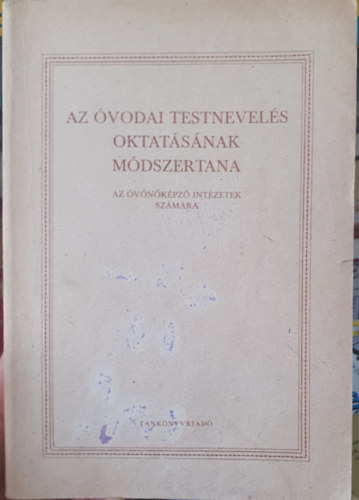 AZ ÓVODAI TESTNEVELÉS
OKTATÁSÁNAK
MÓDSZERTANA
AZ ÓVÓNŐKÉPZŐ INTÉZETEK
SZÁMÁRA
TANKÖNYVKIADÓ